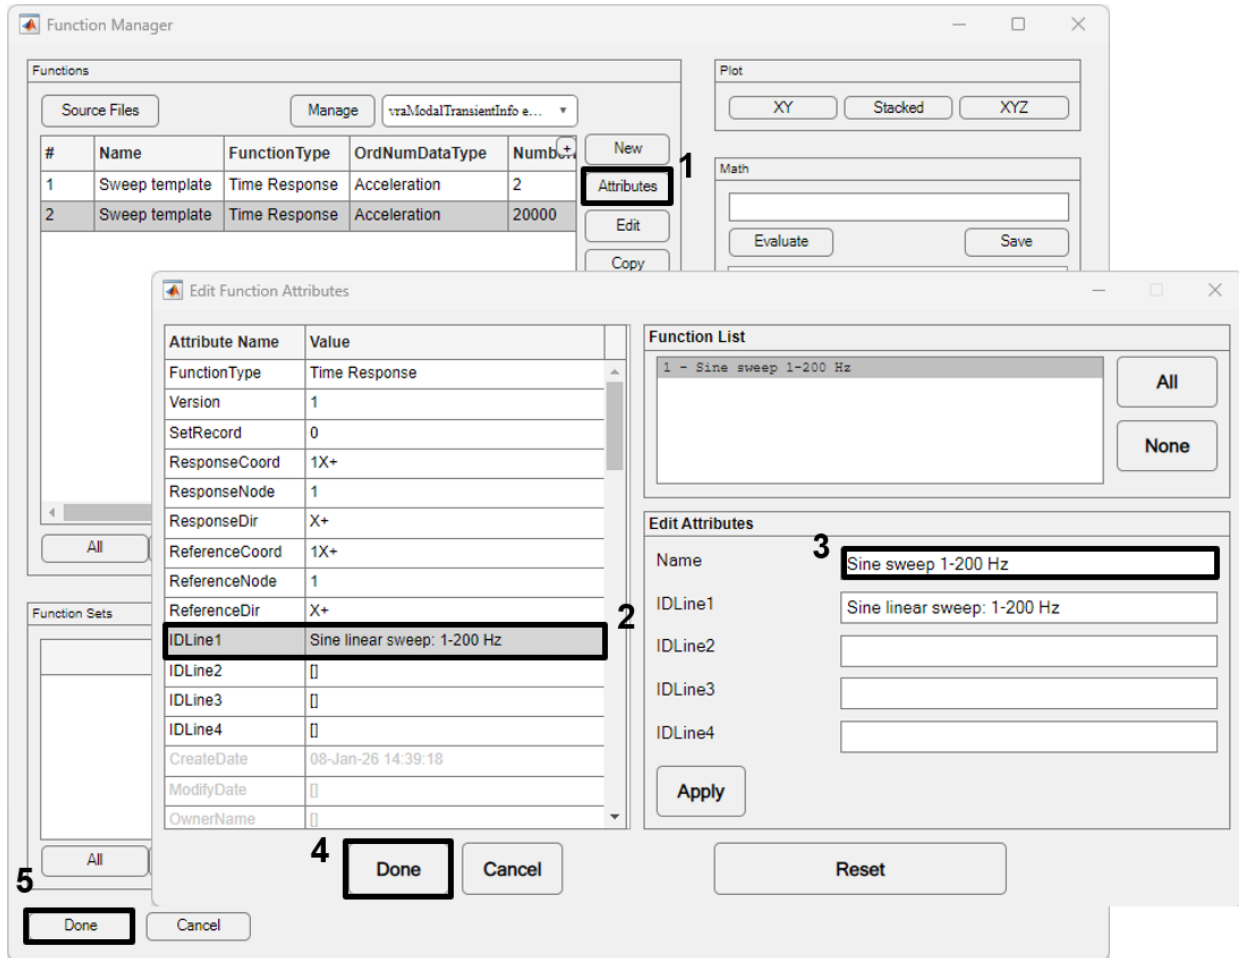 Function Manager
Functions
Source Files
Manage
vraModalTransientInfo e...
# Name FunctionType OrdNumDataType Number
+
1 Sweep template Time Response Acceleration 2
2 Sweep template Time Response Acceleration 20000
New
1
Attributes
Edit
Copy
All
Plot
XY
Stacked
XYZ
Math
Evaluate
Save
Function Sets
All
5
Done
Cancel
Edit Function Attributes
Attribute Name Value
FunctionType Time Response
Version 1
SetRecord 0
ResponseCoord 1X+
ResponseNode 1
ResponseDir X+
ReferenceCoord 1X+
ReferenceNode 1
ReferenceDir X+
2
IDLine1 Sine linear sweep: 1-200 Hz
IDLine2 []
IDLine3 []
IDLine4 []
CreateDate 08-Jan-26 14:39:18
ModifyDate []
OwnerName []
Function List
1 - Sine sweep 1-200 Hz
All
None
Edit Attributes
3
Name Sine sweep 1-200 Hz
IDLine1 Sine linear sweep: 1-200 Hz
IDLine2
IDLine3
IDLine4
Apply
4
Done
Cancel
Reset